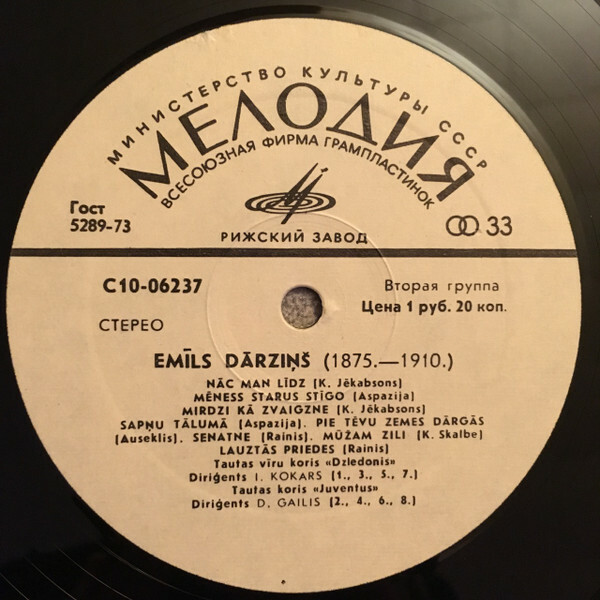 МИНИСТЕРСТВО КУЛЬТУРЫ СССР
МЕЛОДИЯ
ВСЕСОЮЗНАЯ ФИРМА ГРАМПЛАСТИНОК
Гост
5289-73
33
РИЖСКИЙ ЗАВОД
С10-06237
Вторая группа
Цена 1 руб. 20 коп.
СТЕРЕО
EMĪLS DĀRZIŅŠ (1875.—1910.)
NĀC MAN LĪDZ (K. Jēkabsons)
MĒNESS STARUS STĪGO (Aspazija)
MIRDZI KĀ ZVAIGZNE (K. Jēkabsons)
SAPŅU TĀLUMĀ (Aspazija). PIE TĒVU ZEMES DĀRGĀS
(Auseklis). SENATNE (Rainis). MŪŽAM ZILI (K. Skalbe)
LAUZTĀS PRIEDES (Rainis)
Tautas vīru koris «Dziedonis»
Diriģents I. KOKARS (1., 3., 5., 7.)
Tautas koris «Juventus»
Diriģents D. GAILIS (2., 4., 6., 8.)